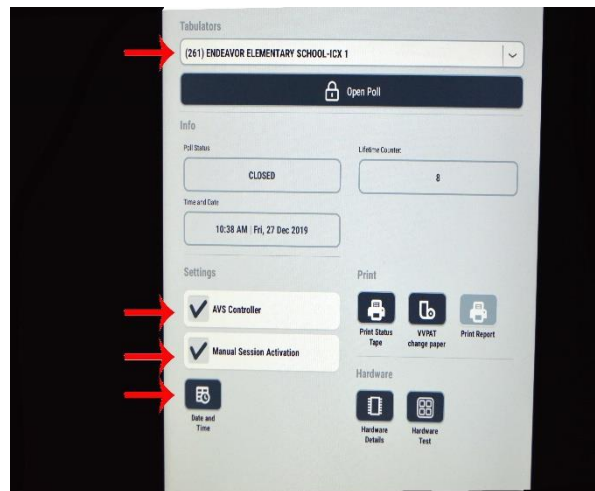 Tabulators
(261) ENDEAVOR ELEMENTARY SCHOOL-ICX 1
Open Poll
Info
Poll Status
Lifetime Counter:
CLOSED
8
Time and Date
10:38 AM | Fri, 27 Dec 2019
Settings
Print
AVS Controller
Manual Session Activation
Print Status
Tape
VVPAT
change paper
Print Report
Hardware
Date and
Time
Hardware
Details
Hardware
Test